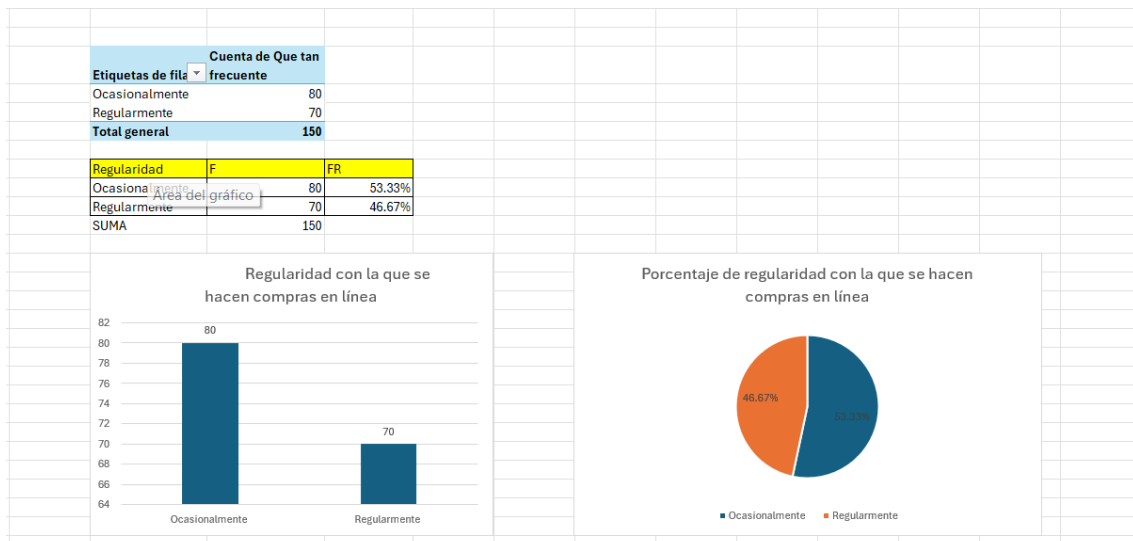 Cuenta de Que tan
Etiquetas de fila frecuente
Ocasionalmente 80
Regularmente 70
Total general 150
Regularidad F FR
80 53.33%
Área del gráfico
Regularmente 70 46.67%
SUMA 150
Regularidad con la que se
hacen compras en línea
82
80
78
76
74
72
70
68
66
64
80
70
Ocasionalmente Regularmente
Porcentaje de regularidad con la que se hacen
compras en línea
46.67%
53.33%
Ocasionalmente Regularmente